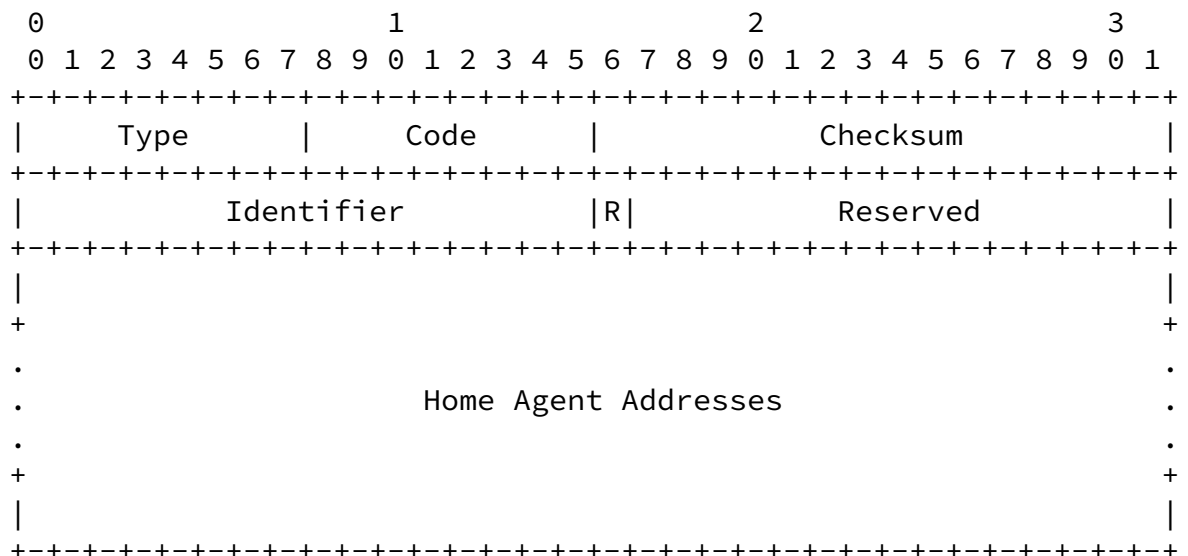 0                   1                   2                   3
 0 1 2 3 4 5 6 7 8 9 0 1 2 3 4 5 6 7 8 9 0 1 2 3 4 5 6 7 8 9 0 1
+-+-+-+-+-+-+-+-+-+-+-+-+-+-+-+-+-+-+-+-+-+-+-+-+-+-+-+-+-+-+-+-+
|     Type      |     Code      |            Checksum           |
+-+-+-+-+-+-+-+-+-+-+-+-+-+-+-+-+-+-+-+-+-+-+-+-+-+-+-+-+-+-+-+-+
|           Identifier          |R|           Reserved          |
+-+-+-+-+-+-+-+-+-+-+-+-+-+-+-+-+-+-+-+-+-+-+-+-+-+-+-+-+-+-+-+-+
|                                                               |
+                                                               +
.                                                               .
.                      Home Agent Addresses                     .
.                                                               .
+                                                               +
|                                                               |
+-+-+-+-+-+-+-+-+-+-+-+-+-+-+-+-+-+-+-+-+-+-+-+-+-+-+-+-+-+-+-+-+